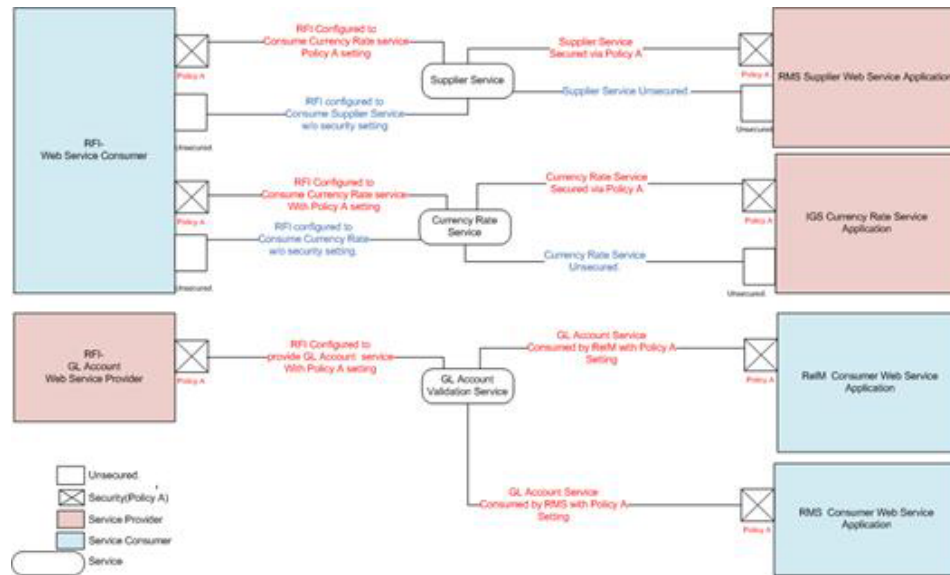 RFI Configured to
Consume Currency Rate service
Policy A setting
Supplier Service
Secured via Policy A
Policy A
Supplier Service
Policy A
RMS Supplier Web Service Application
RFI configured to
Consume Supplier Service
w/o security setting
Supplier Service Unsecured.
Unsecured.
Unsecured.
RFI-
Web Service Consumer
RFI Configured to
Consume Currency Rate service
With Policy A setting
Currency Rate Service
Secured via Policy A
Policy A
Currency Rate
Service
Policy A
IGS Currency Rate Service
Application
RFI configured to
Consume Currency Rate
w/o security setting.
Currency Rate Service
Unsecured.
Unsecured.
Unsecured.
RFI-
GL Account
Web Service Provider
Policy A
RFI Configured to
provide GL Account service
With Policy A setting
GL Account Service
Consumed by ReIM with Policy A
Setting
GL Account
Validation Service
Policy A
ReIM Consumer Web Service
Application
GL Account Service
Consumed by RMS with Policy A
Setting
Policy A
RMS Consumer Web Service
Application
Unsecured.
Security(Policy A)
Service Provider
Service Consumer
Service